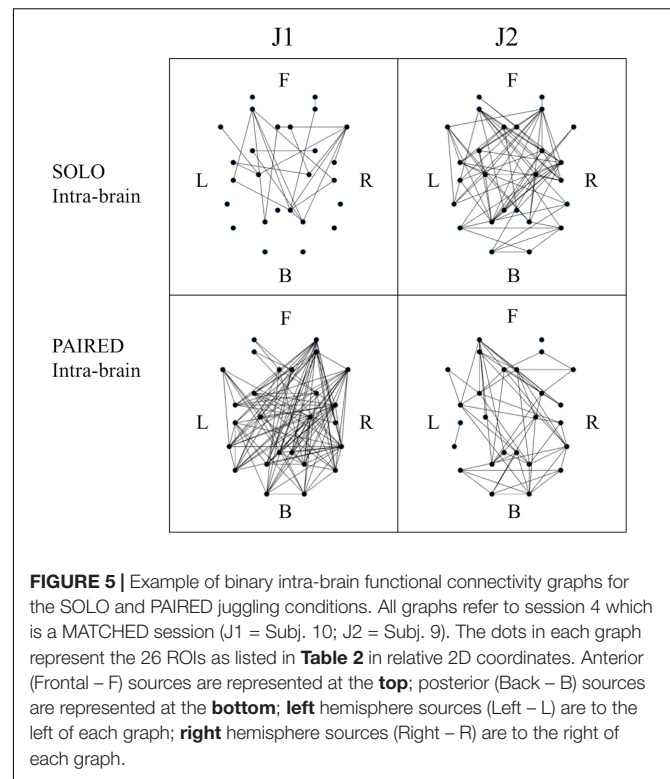 J1 J2
F F
SOLO
Intra-brain
L R L R
B B
F F
PAIRED
Intra-brain
L R L R
B B
FIGURE 5 | Example of binary intra-brain functional connectivity graphs for
the SOLO and PAIRED juggling conditions. All graphs refer to session 4 which
is a MATCHED session (J1 = Subj. 10; J2 = Subj. 9). The dots in each graph
represent the 26 ROIs as listed in Table 2 in relative 2D coordinates. Anterior
(Frontal – F) sources are represented at the top; posterior (Back – B) sources
are represented at the bottom; left hemisphere sources (Left – L) are to the
left of each graph; right hemisphere sources (Right – R) are to the right of
each graph.